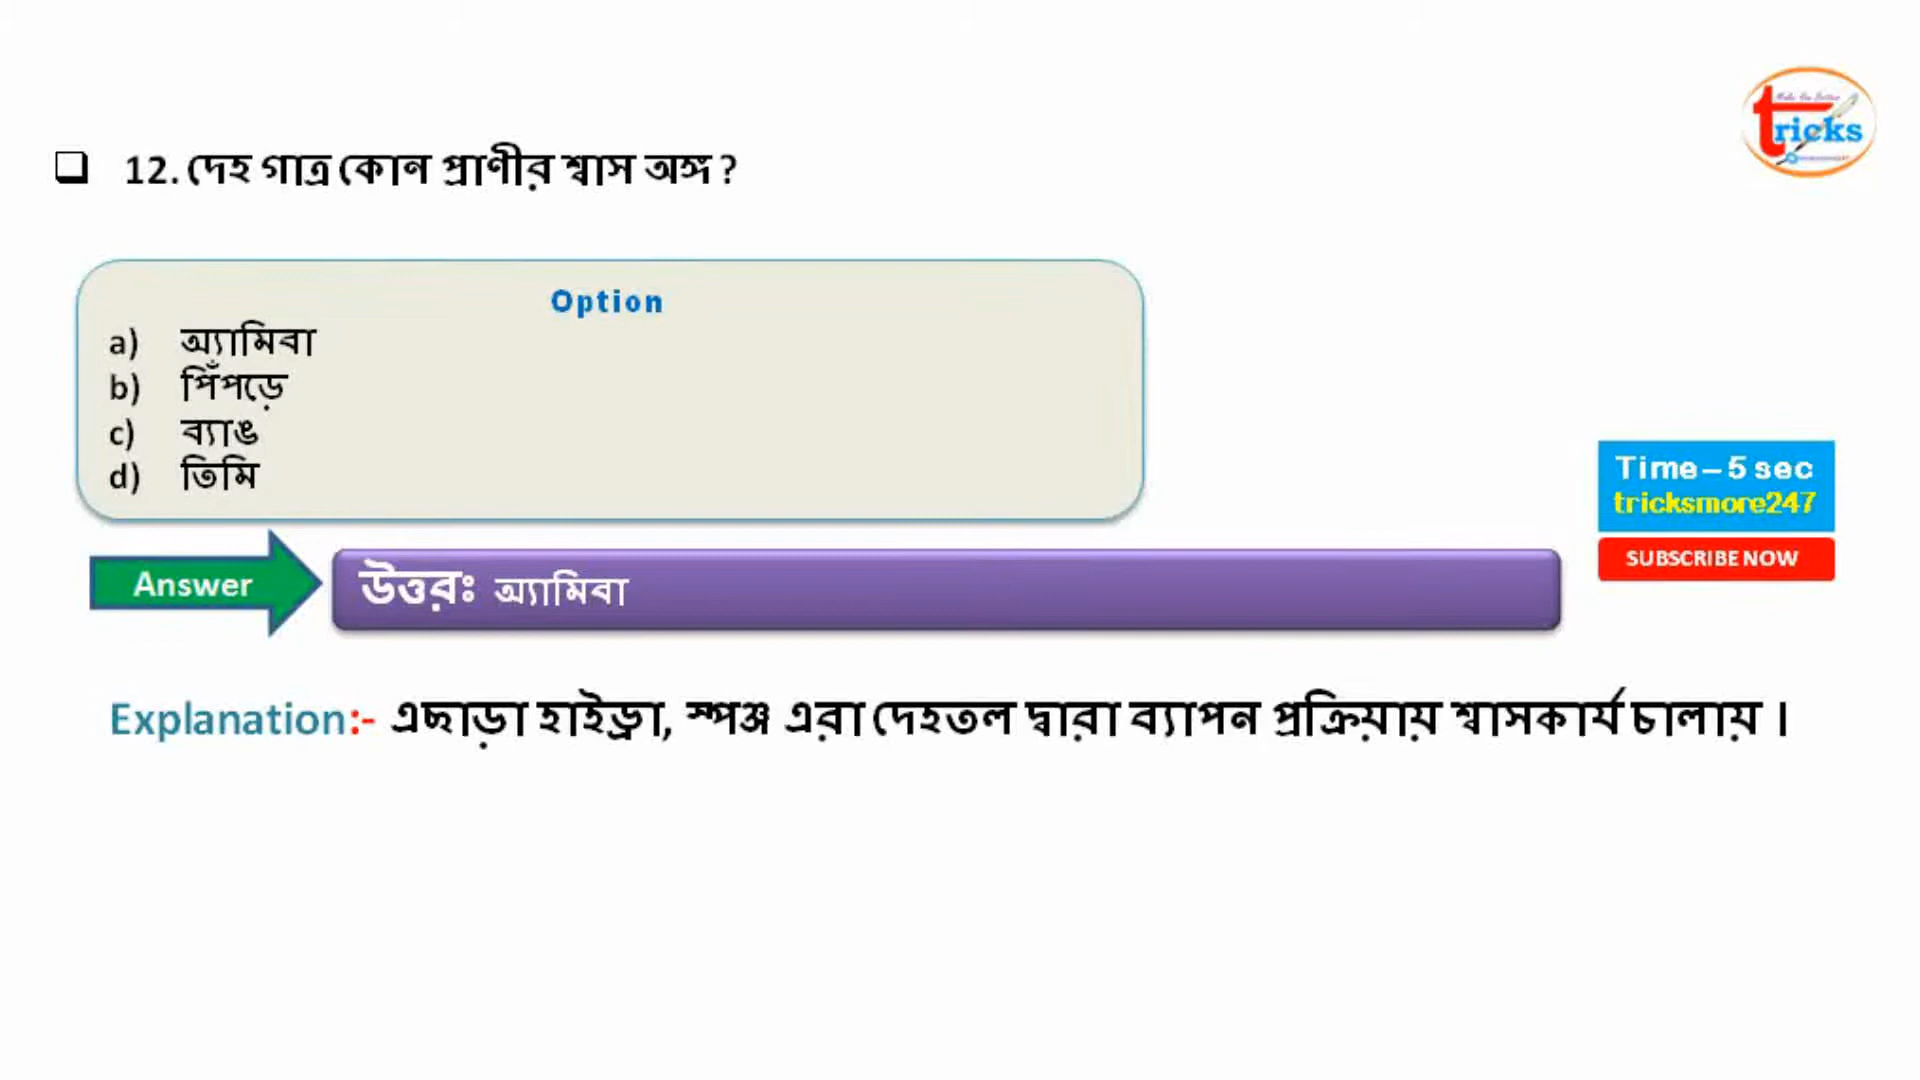 tricks
12. দেহ গাত্র কোন প্রাণীর শ্বাস অঙ্গ ?
Option
a) অ্যামিবা
b) পিঁপড়ে
c) ব্যাঙ
d) তিমি
Time – 5 sec
tricksmore247
SUBSCRIBE NOW
Answer
উত্তরঃ অ্যামিবা
Explanation:- এছাড়া হাইড্রা, স্পঞ্জ এরা দেহতল দ্বারা ব্যাপন প্রক্রিয়ায় শ্বাসকার্য চালায় ।